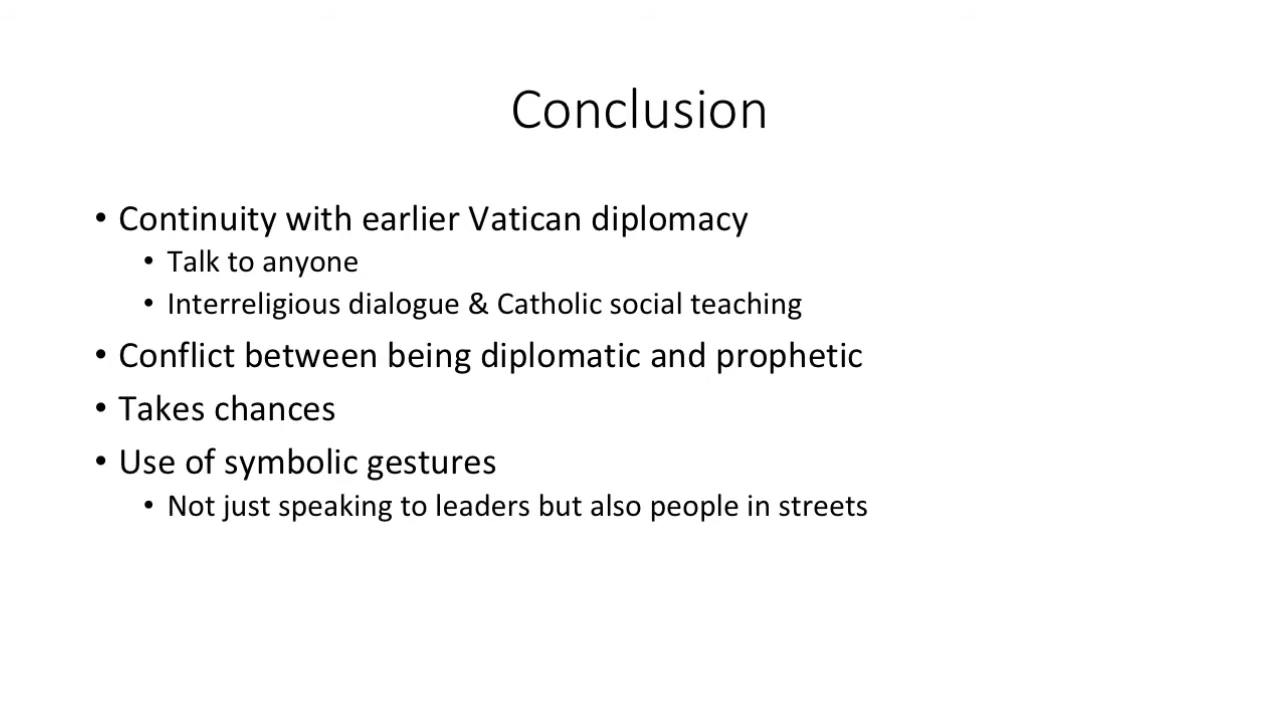 Conclusion
• Continuity with earlier Vatican diplomacy
• Talk to anyone
• Interreligious dialogue & Catholic social teaching
• Conflict between being diplomatic and prophetic
• Takes chances
• Use of symbolic gestures
• Not just speaking to leaders but also people in streets